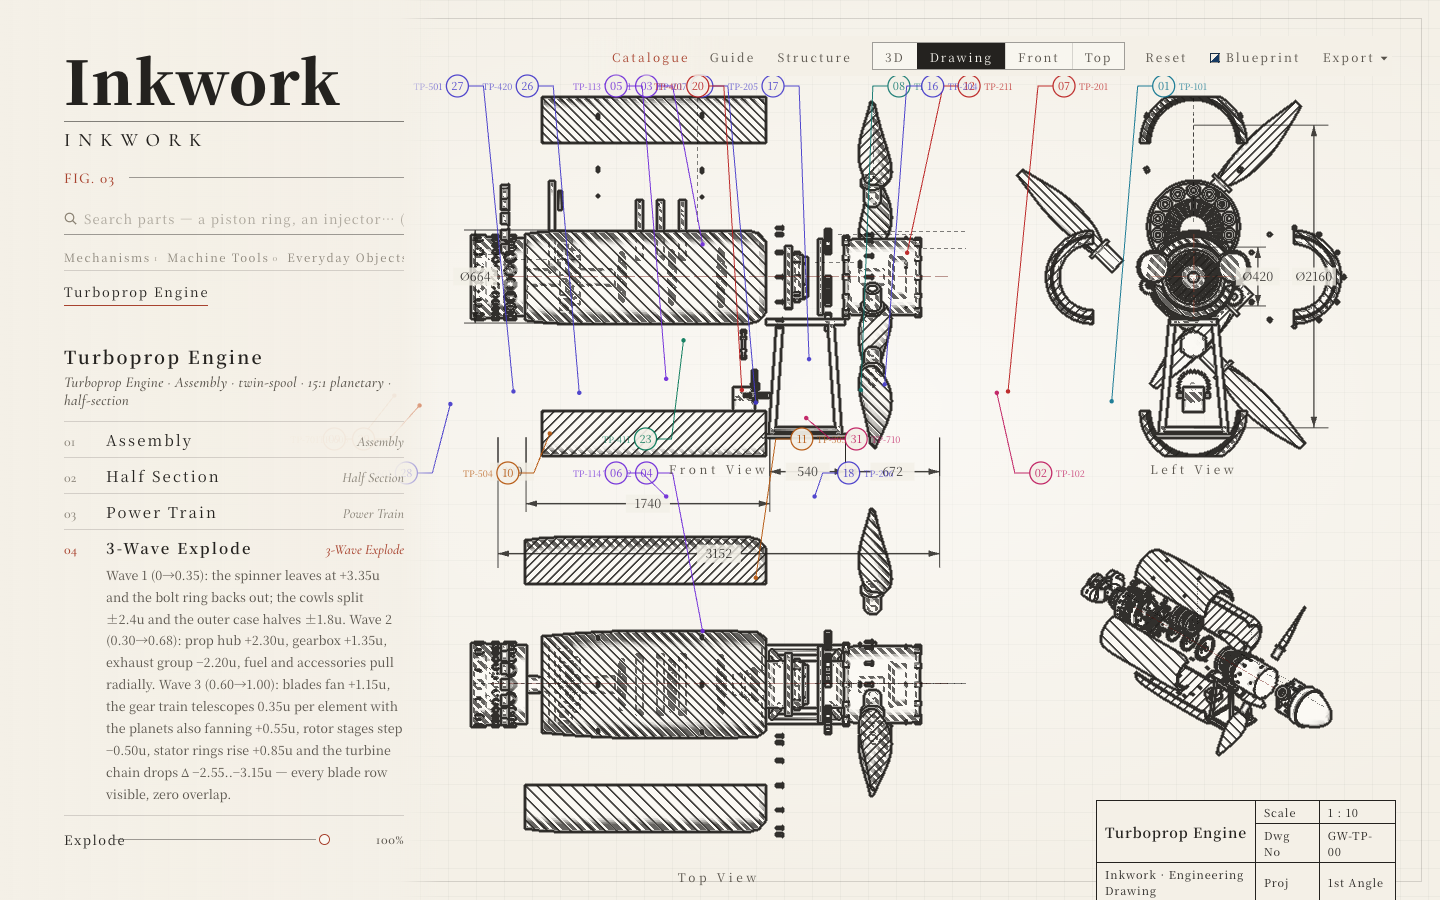 Inkwork
INKWORK
FIG. 03
Search parts — a piston ring, an injector… (
Mechanisms Machine Tools Everyday Objects
Turboprop Engine
Turboprop Engine
Turboprop Engine · Assembly · twin-spool · 15:1 planetary ·
half-section
01 Assembly Assembly
02 Half Section Half Section
03 Power Train Power Train
04 3-Wave Explode 3-Wave Explode
Wave 1 (0→0.35): the spinner leaves at +3.35u
and the bolt ring backs out; the cowls split
±2.4u and the outer case halves ±1.8u. Wave 2
(0.30→0.68): prop hub +2.30u, gearbox +1.35u,
exhaust group −2.20u, fuel and accessories pull
radially. Wave 3 (0.60→1.00): blades fan +1.15u,
the gear train telescopes 0.35u per element with
the planets also fanning +0.55u, rotor stages step
−0.50u, stator rings rise +0.85u and the turbine
chain drops Δ −2.55..−3.15u — every blade row
visible, zero overlap.
Explode 100%
Catalogue Guide Structure 3D Drawing Front Top Reset Blueprint Export
TP-501 27 TP-420 26 TP-113 05 03 20 TP-205 17 08 16 TP-211 07 TP-201 01 TP-101
Ø664 Ø420 Ø2160
23 11 31 TP-710
28 TP-504 10 TP-114 06 04 Front View 540 18 672 02 TP-102 Left View
1740
3152
Top View
Turboprop Engine Scale 1 : 10
Dwg No GW-TP-00
Inkwork · Engineering Drawing Proj 1st Angle